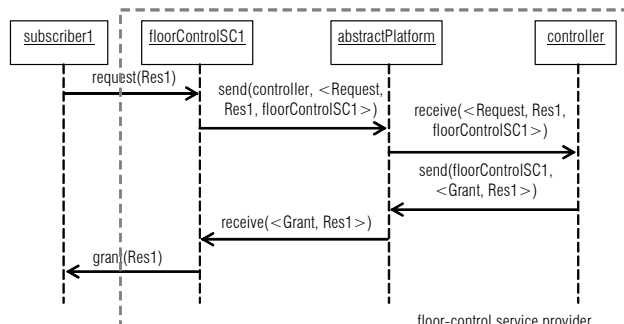 subscriber1
floorControlSC1
abstractPlatform
controller
request(Res1)
send(controller, <Request,
Res1, floorControlSC1>)
receive(<Request, Res1,
floorControlSC1>)
send(floorControlSC1,
<Grant, Res1>)
receive(<Grant, Res1>)
grant(Res1)
floor-control service provider